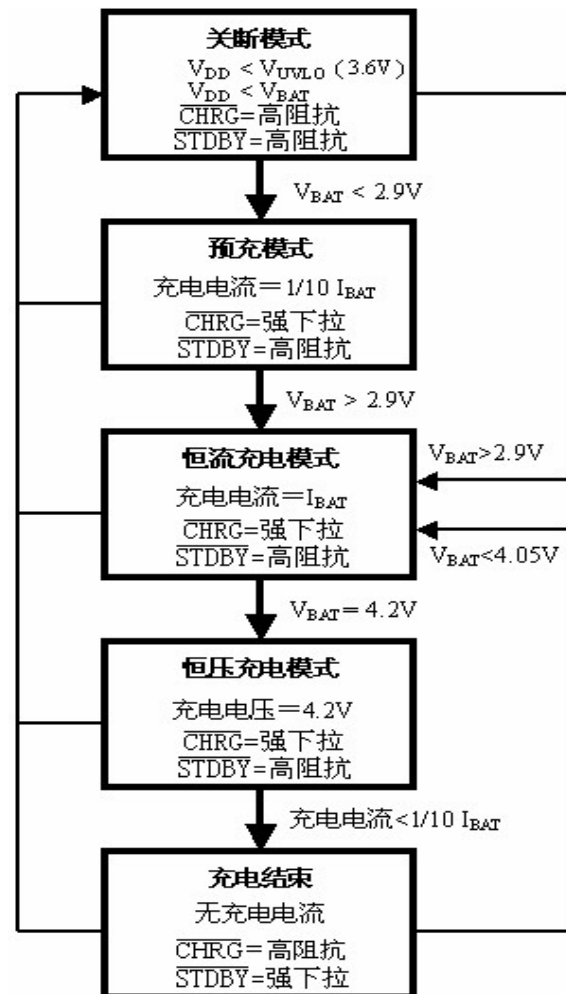 关断模式
VDD < VUVLO (3.6V)
VDD < VBAT
CHRG=高阻抗
STDBY=高阻抗
VBAT < 2.9V
预充模式
充电电流=1/10 IBAT
CHRG=强下拉
STDBY=高阻抗
VBAT > 2.9V
恒流充电模式
充电电流=IBAT
CHRG=强下拉
STDBY=高阻抗
VBAT>2.9V
VBAT<4.05V
VBAT=4.2V
恒压充电模式
充电电压=4.2V
CHRG=强下拉
STDBY=高阻抗
充电电流<1/10 IBAT
充电结束
无充电电流
CHRG=高阻抗
STDBY=强下拉